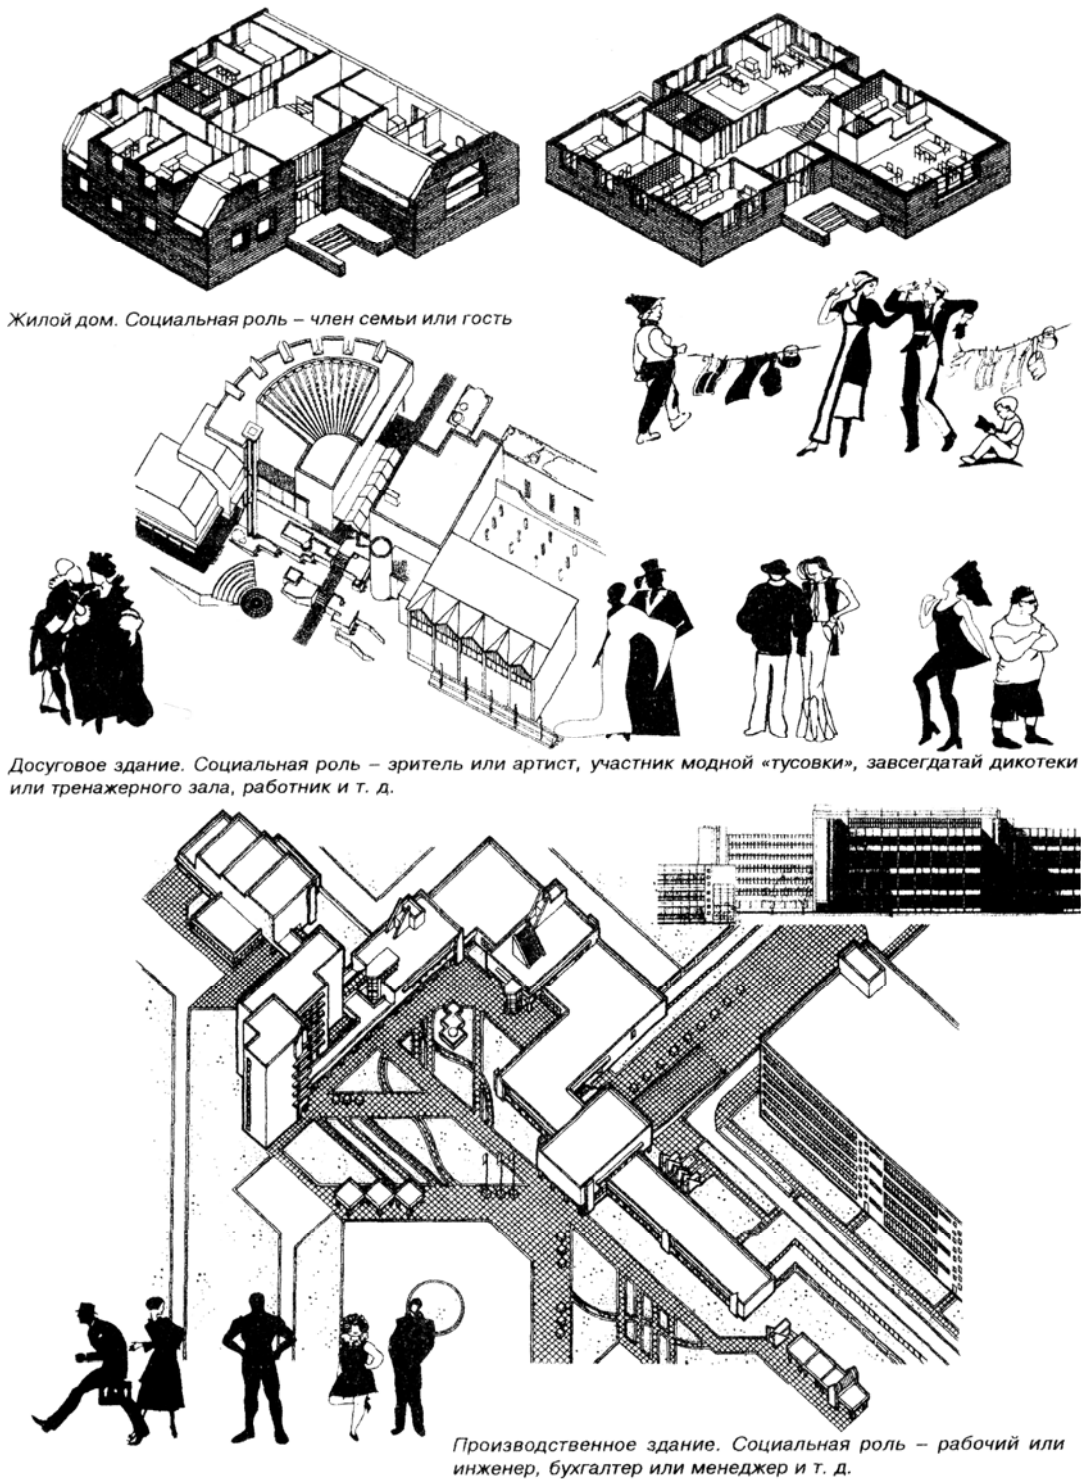 Жилой дом. Социальная роль – член семьи или гость
Досуговое здание. Социальная роль – зритель или артист, участник модной «тусовки», завсегдатай дикотеки
или тренажерного зала, работник и т. д.
Производственное здание. Социальная роль – рабочий или
инженер, бухгалтер или менеджер и т. д.